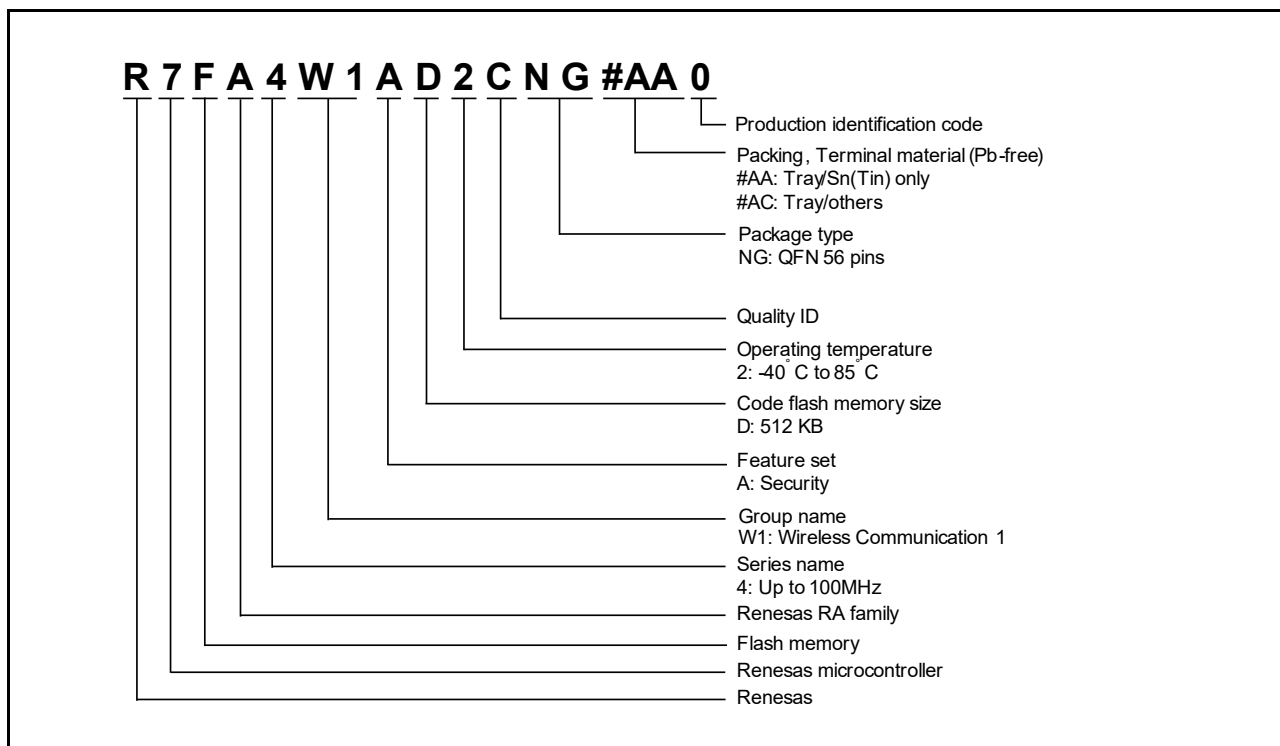 R 7 F A 4 W 1 A D 2 C N G #AA 0
Production identification code
Packing, Terminal material (Pb-free)
#AA: Tray/Sn(Tin) only
#AC: Tray/others
Package type
NG: QFN 56 pins
Quality ID
Operating temperature
2: -40° C to 85° C
Code flash memory size
D: 512 KB
Feature set
A: Security
Group name
W1: Wireless Communication 1
Series name
4: Up to 100MHz
Renesas RA family
Flash memory
Renesas microcontroller
Renesas